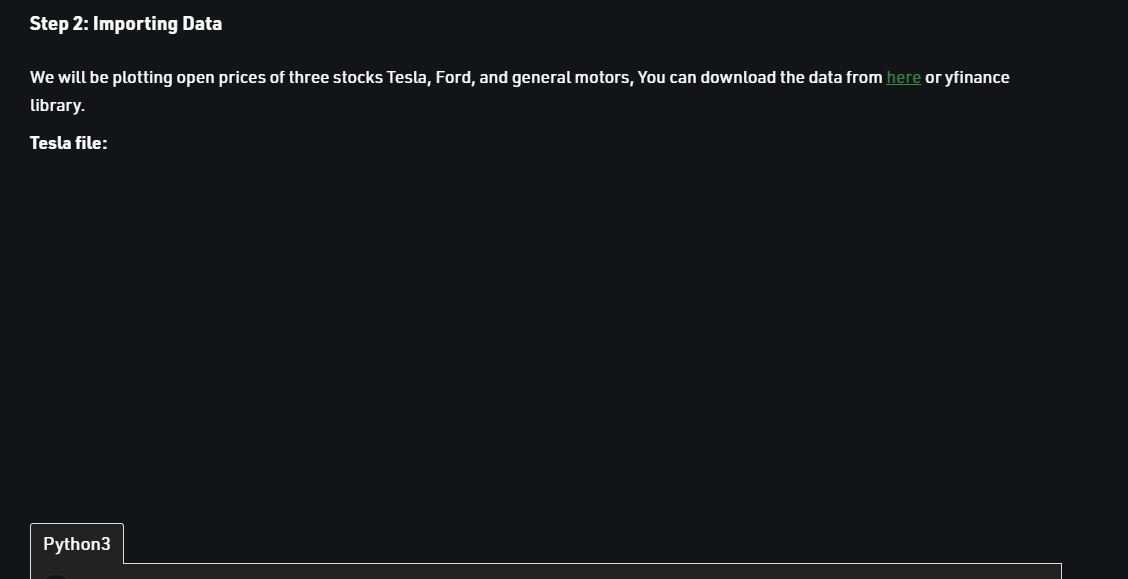 Step 2: Importing Data
We will be plotting open prices of three stocks Tesla, Ford, and general motors, You can download the data from here or yfinance
library.
Tesla file:
Python3